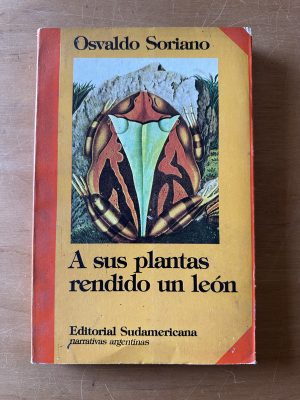 Osvaldo Soriano
A sus plantas
rendido un león
Editorial Sudamericana
narrativas argentinas